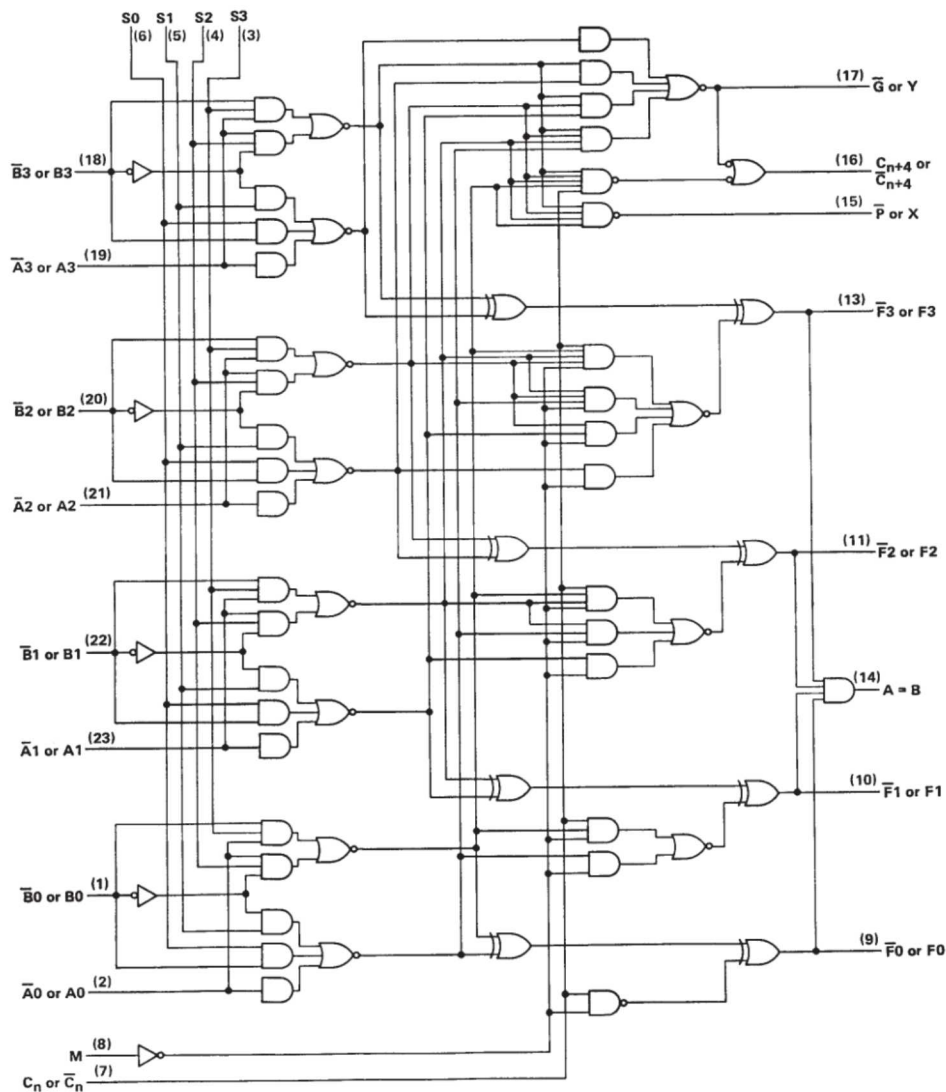 S0 S1 S2 S3
(6) (5) (4) (3)
(17) G̅ or Y
(16) Cn+4 or
C̅n+4
(15) P̅ or X
B̅3 or B3 (18)
A̅3 or A3 (19)
(13) F̅3 or F3
B̅2 or B2 (20)
A̅2 or A2 (21)
(11) F̅2 or F2
B̅1 or B1 (22)
(14) A = B
A̅1 or A1 (23)
(10) F̅1 or F1
B̅0 or B0 (1)
(9) F̅0 or F0
A̅0 or A0 (2)
M (8)
Cn or C̅n (7)